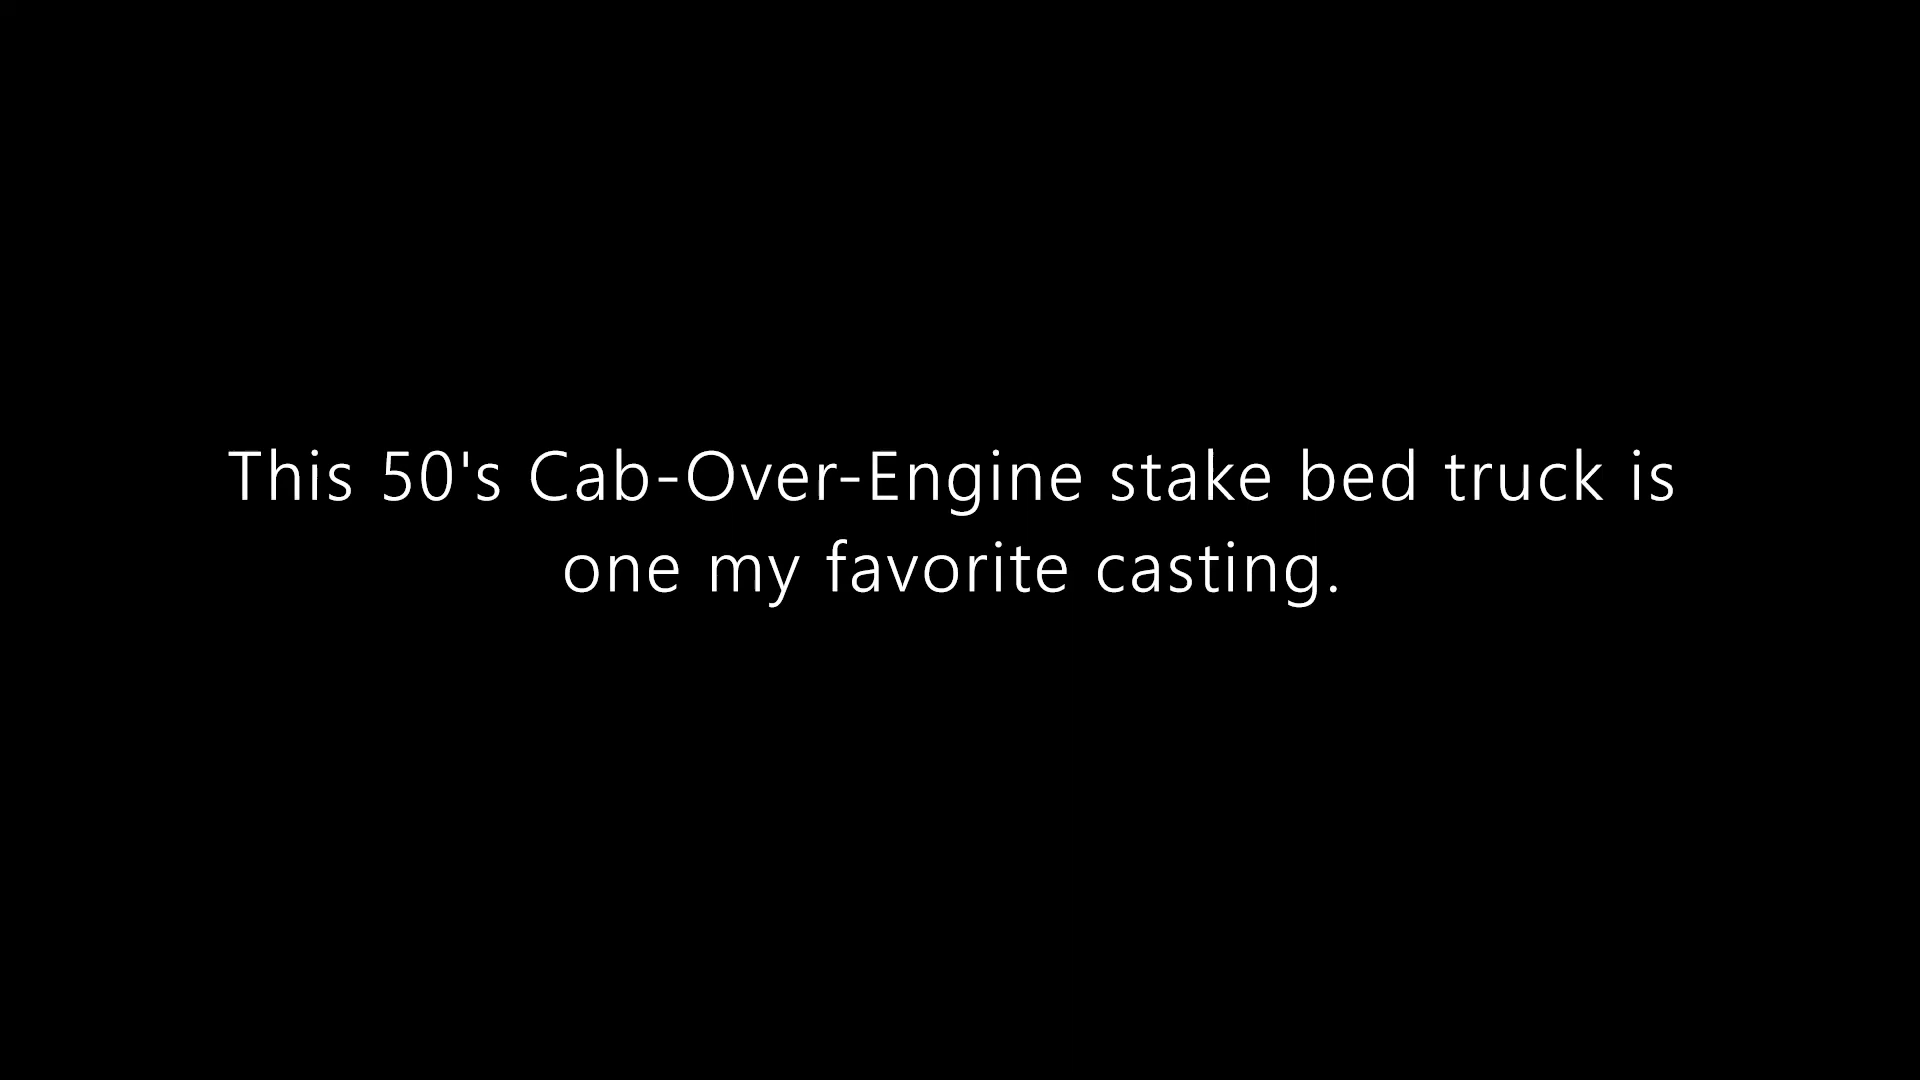 This 50's Cab-Over-Engine stake bed truck is
one my favorite casting.